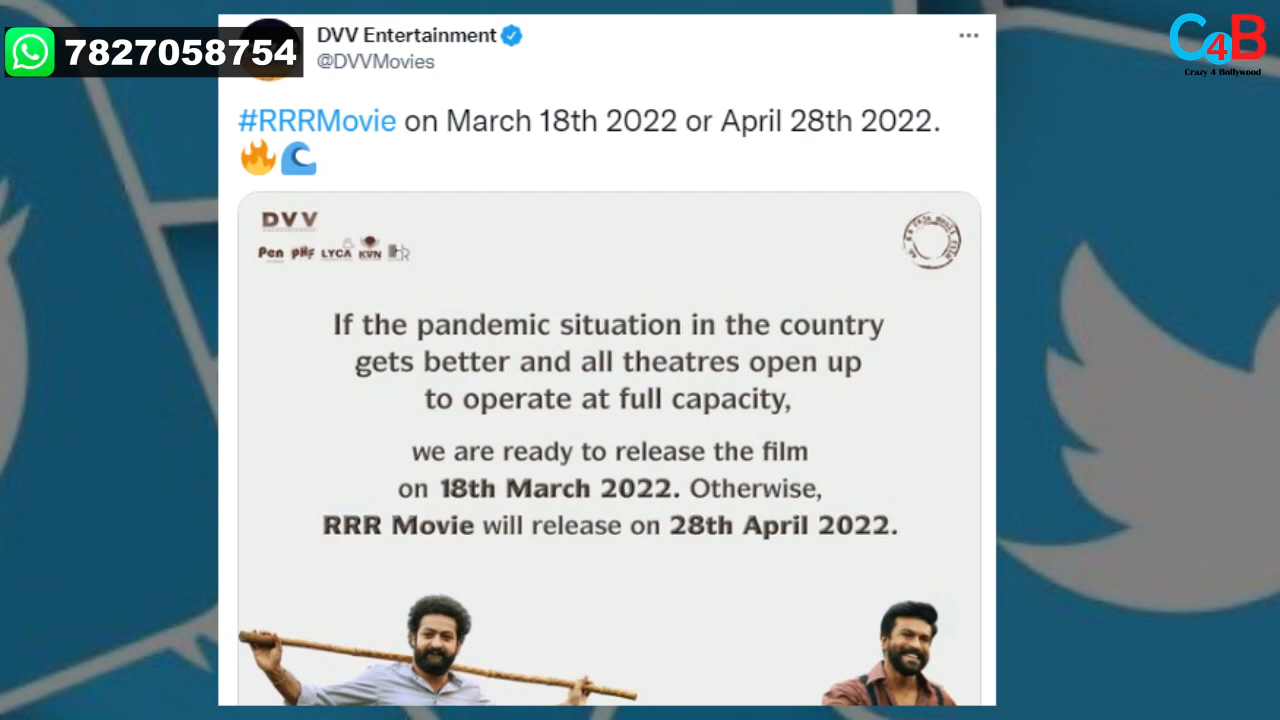 7827058754
C4B
Crazy 4 Bollywood
DVV Entertainment
@DVVMovies
#RRRMovie on March 18th 2022 or April 28th 2022.
DVV
Pen PHF LYCA KVN
If the pandemic situation in the country
gets better and all theatres open up
to operate at full capacity,
we are ready to release the film
on 18th March 2022. Otherwise,
RRR Movie will release on 28th April 2022.